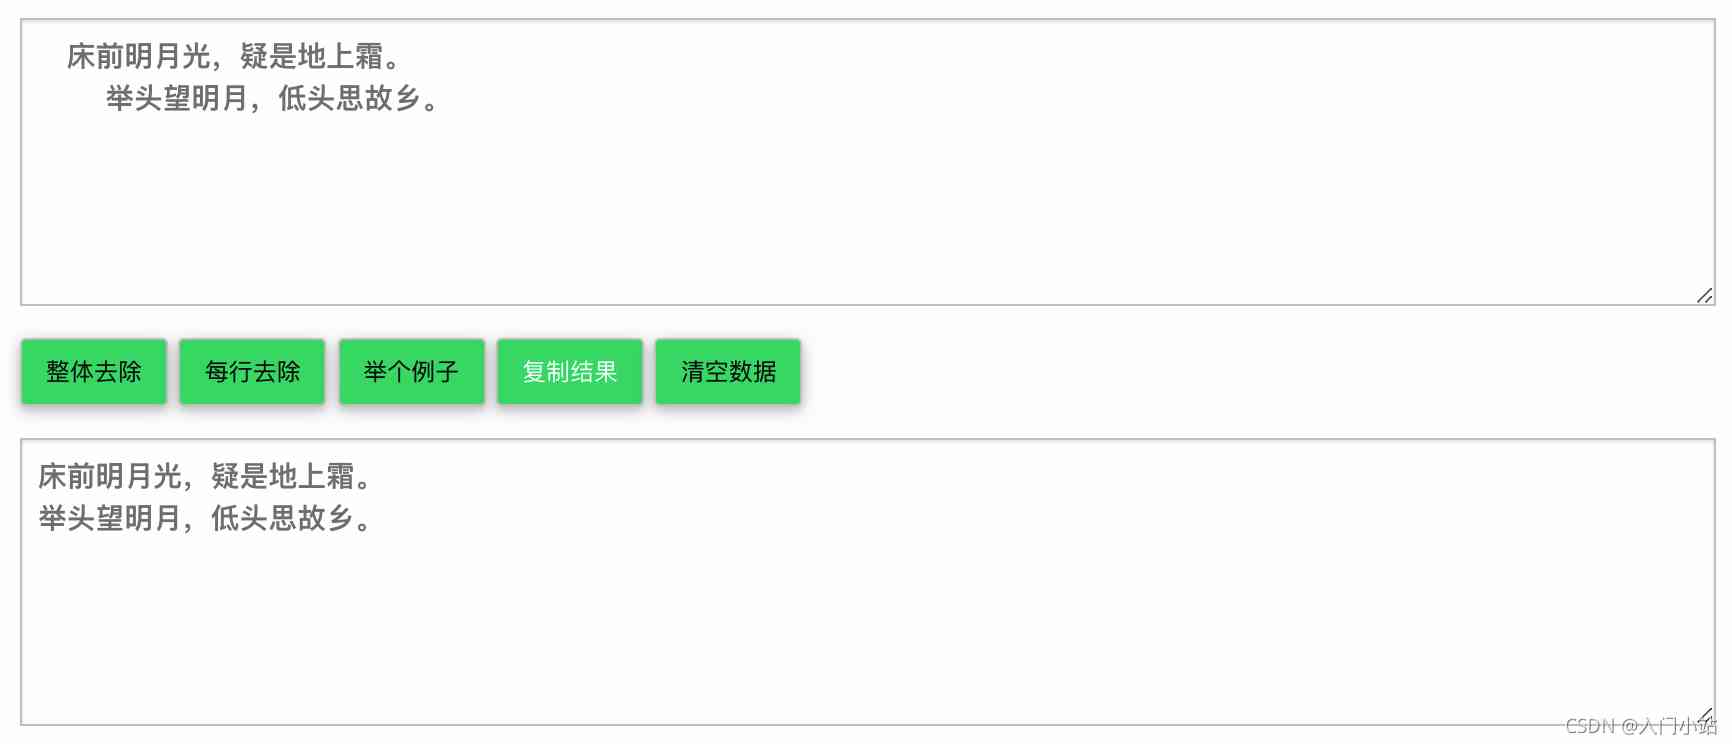 床前明月光，疑是地上霜。
举头望明月，低头思故乡。
整体去除 每行去除 举个例子 复制结果 清空数据
床前明月光，疑是地上霜。
举头望明月，低头思故乡。
CSDN @入门小站